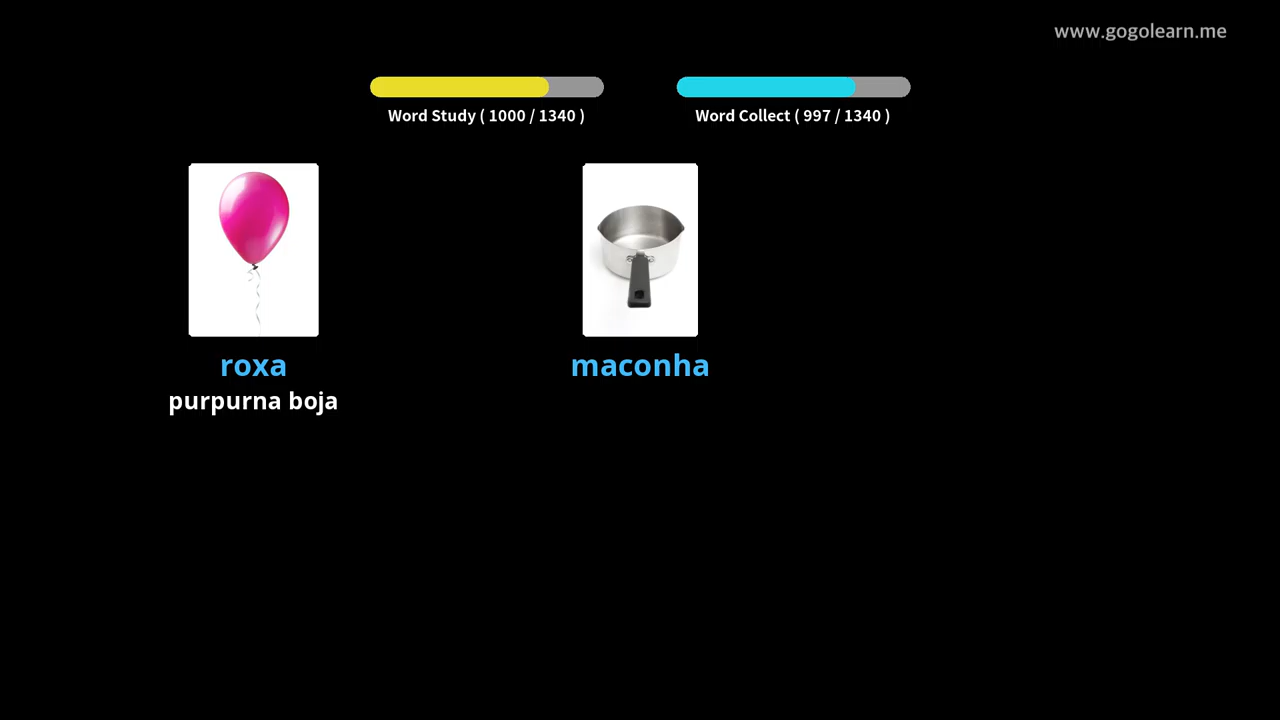 www.gogolearn.me
Word Study ( 1000 / 1340 )
Word Collect ( 997 / 1340 )
roxa
purpurna boja
maconha